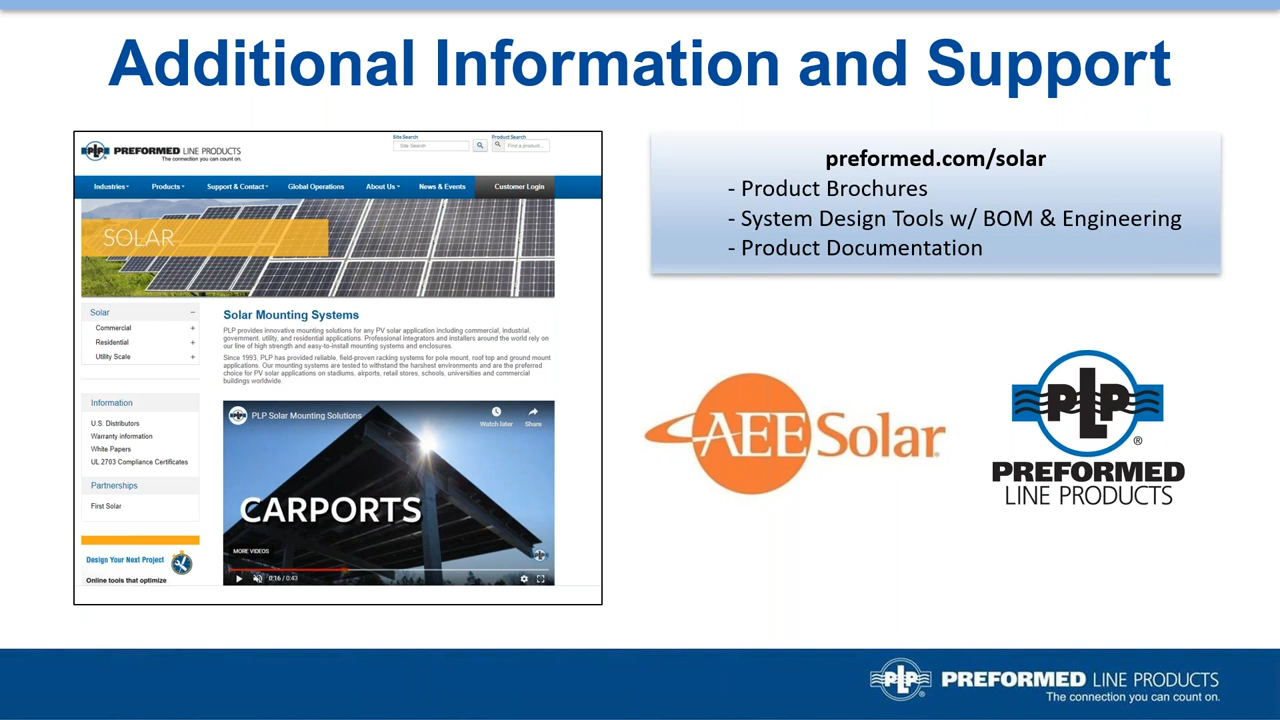 Additional Information and Support
PLP
PREFORMED LINE PRODUCTS
The connection you can count on.
Site Search
Site Search
Product Search
Find a product...
Industries
Products
Support & Contact
Global Operations
About Us
News & Events
Customer Login
SOLAR
Solar −
Commercial +
Residential +
Utility Scale +
Information
U.S. Distributors
Warranty information
White Papers
UL 2703 Compliance Certificates
Partnerships
First Solar
Design Your Next Project
Online tools that optimize
Solar Mounting Systems
PLP provides innovative mounting solutions for any PV solar application including commercial, industrial,
government, utility, and residential applications. Professional integrators and installers around the world rely on
our line of high strength and easy-to-install mounting systems and enclosures.
Since 1993, PLP has provided reliable, field-proven racking systems for pole mount, roof top and ground mount
applications. Our mounting systems are tested to withstand the harshest environments and are the preferred
choice for PV solar applications on stadiums, airports, retail stores, schools, universities and commercial
buildings worldwide.
PLP Solar Mounting Solutions
Watch later
Share
CARPORTS
MORE VIDEOS
0:16 / 0:43
preformed.com/solar
- Product Brochures
- System Design Tools w/ BOM & Engineering
- Product Documentation
AEE Solar®
PLP®
PREFORMED
LINE PRODUCTS
PLP®
PREFORMED LINE PRODUCTS
The connection you can count on.